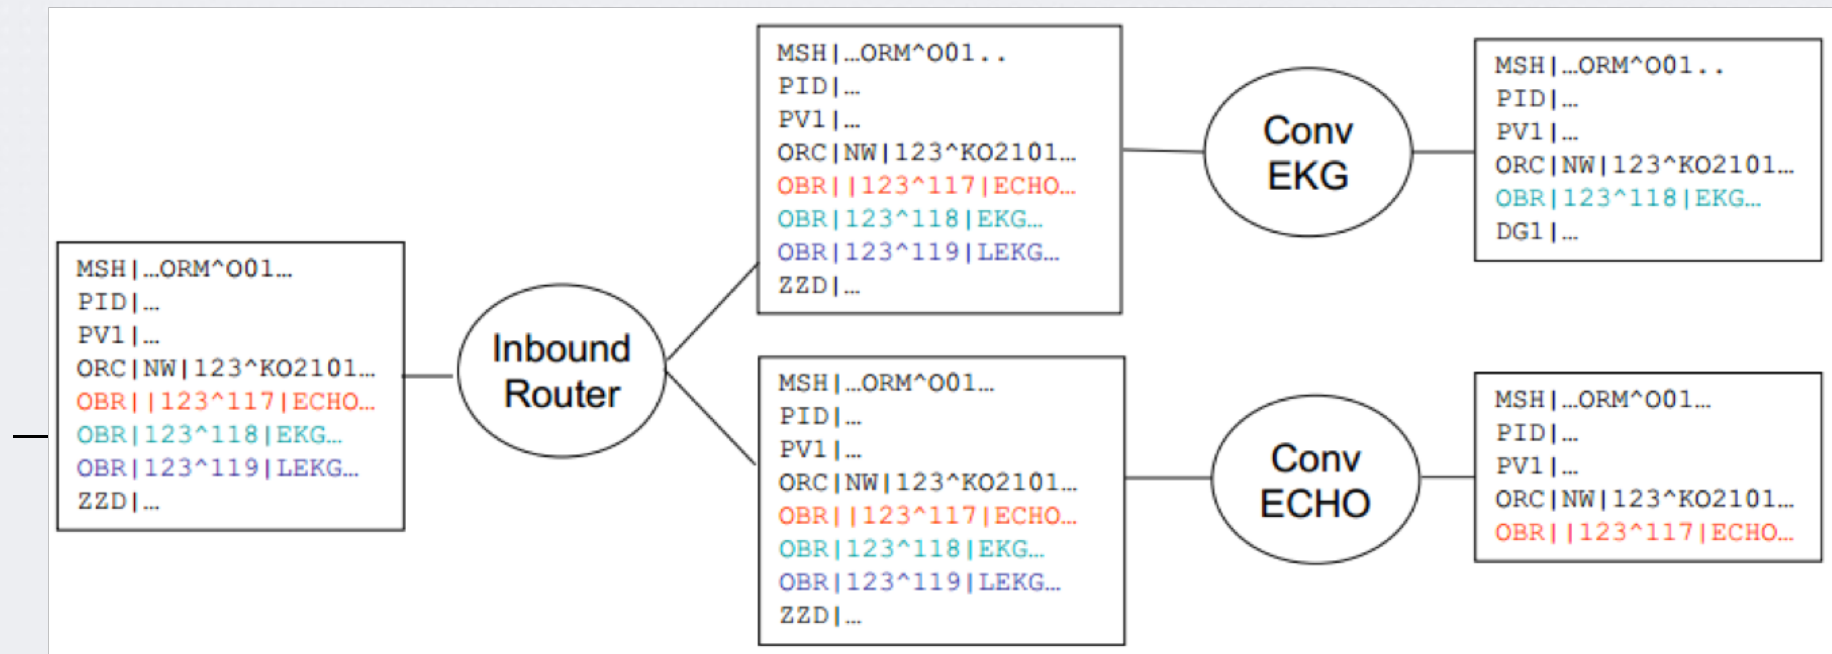 MSH|…ORM^O01…
PID|…
PV1|…
ORC|NW|123^KO2101…
OBR||123^117|ECHO…
OBR|123^118|EKG…
OBR|123^119|LEKG…
ZZD|…
Inbound
Router
MSH|…ORM^O01..
PID|…
PV1|…
ORC|NW|123^KO2101…
OBR||123^117|ECHO…
OBR|123^118|EKG…
OBR|123^119|LEKG…
ZZD|…
Conv
EKG
MSH|…ORM^O01..
PID|…
PV1|…
ORC|NW|123^KO2101…
OBR|123^118|EKG…
DG1|…
MSH|…ORM^O01…
PID|…
PV1|…
ORC|NW|123^KO2101…
OBR||123^117|ECHO…
OBR|123^118|EKG…
OBR|123^119|LEKG…
ZZD|…
Conv
ECHO
MSH|…ORM^O01…
PID|…
PV1|…
ORC|NW|123^KO2101…
OBR||123^117|ECHO…